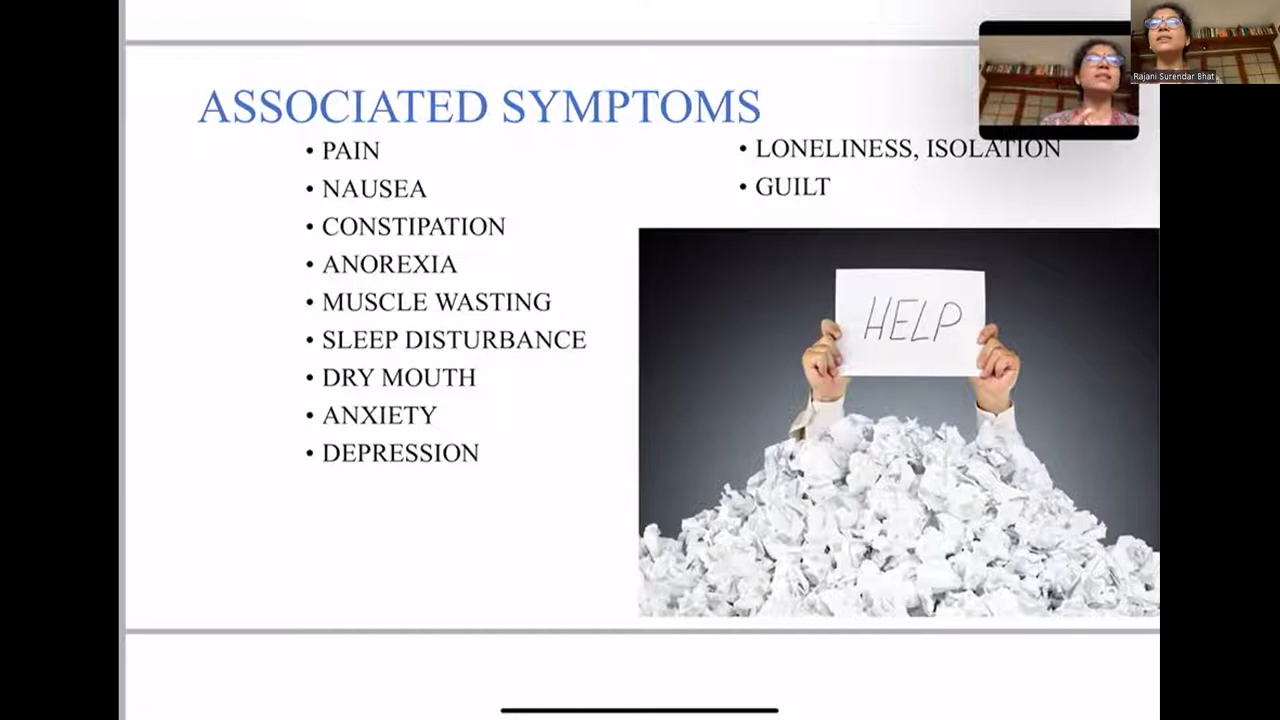 Rajani Surendar Bhat
ASSOCIATED SYMPTOMS
• PAIN
• NAUSEA
• CONSTIPATION
• ANOREXIA
• MUSCLE WASTING
• SLEEP DISTURBANCE
• DRY MOUTH
• ANXIETY
• DEPRESSION
• LONELINESS, ISOLATION
• GUILT
HELP